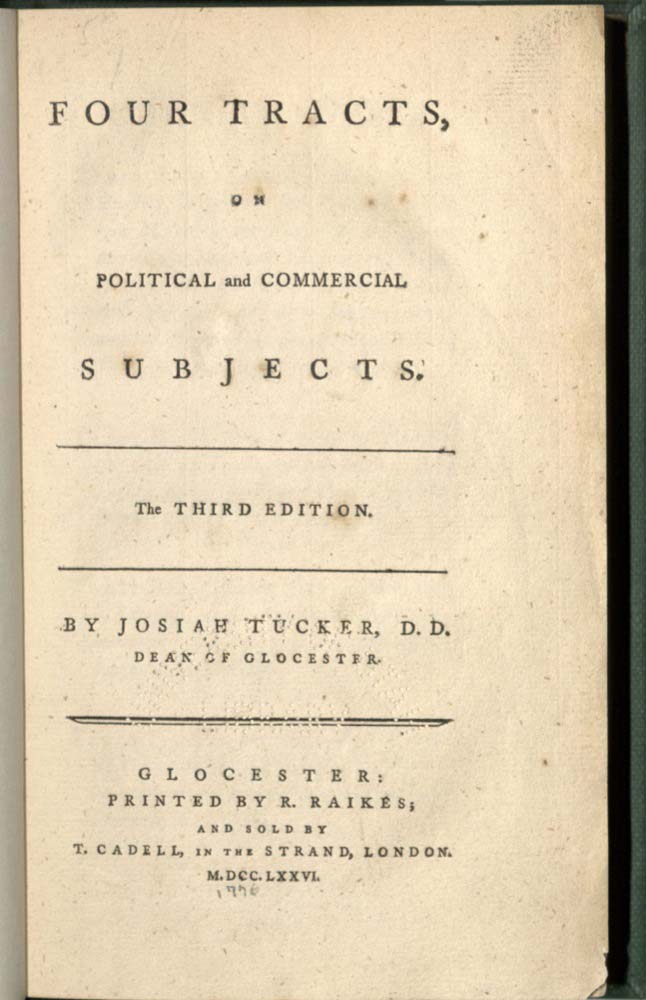 FOUR TRACTS,
ON
POLITICAL and COMMERCIAL
SUBJECTS.
The THIRD EDITION.
BY JOSIAH TUCKER, D. D.
DEAN OF GLOCESTER.
GLOCESTER:
PRINTED BY R. RAIKES;
AND SOLD BY
T. CADELL, IN THE STRAND, LONDON.
M.DCC.LXXVI.
1776